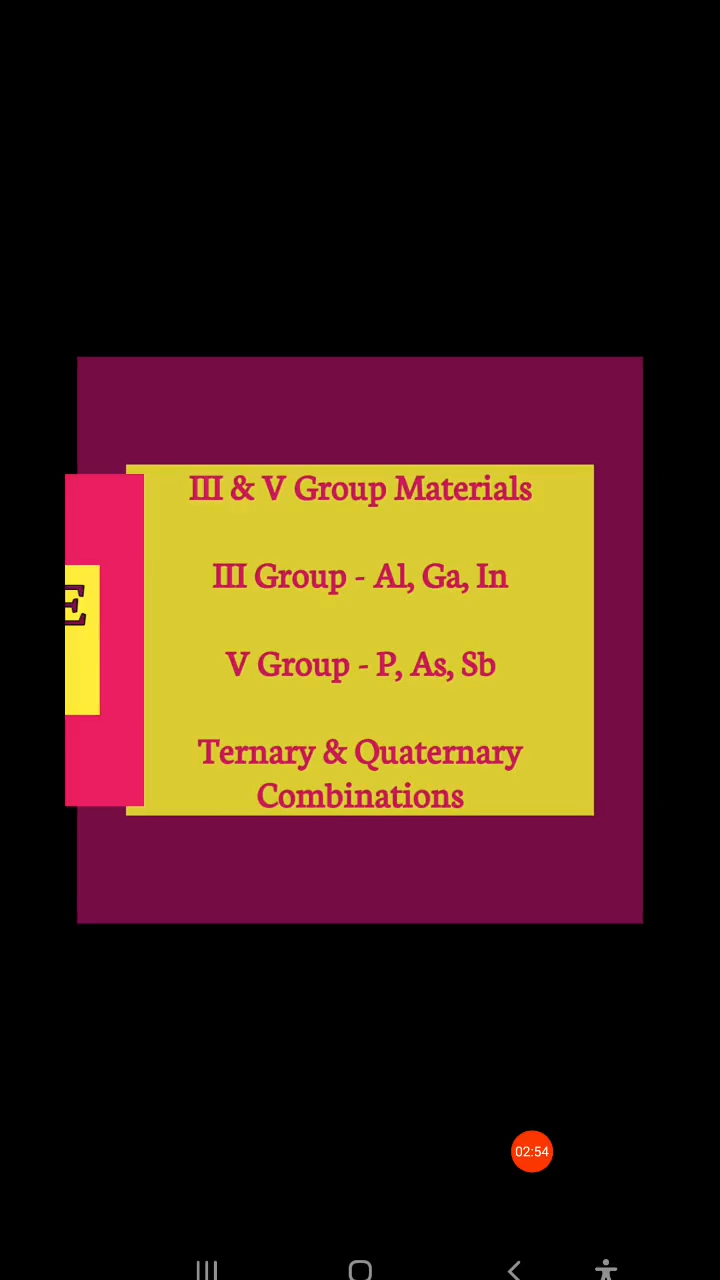 III & V Group Materials
III Group - Al, Ga, In
E
V Group - P, As, Sb
Ternary & Quaternary
Combinations
02:54